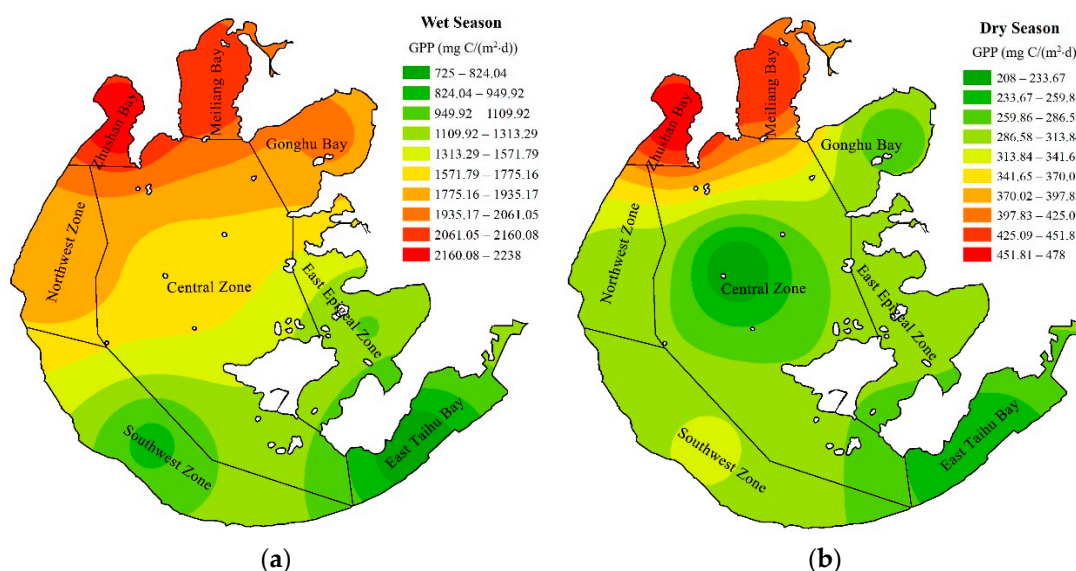 Wet Season
GPP (mg C/(m²·d))
725 – 824.04
824.04 – 949.92
949.92 1109.92
1109.92 – 1313.29
1313.29 – 1571.79
1571.79 – 1775.16
1775.16 – 1935.17
1935.17 – 2061.05
2061.05 – 2160.08
2160.08 – 2238
Zhushan Bay
Meiliang Bay
Gonghu Bay
Northwest Zone
Central Zone
East Epigeal Zone
Southwest Zone
East Taihu Bay
(a)
Dry Season
GPP (mg C/(m²·d)
208 – 233.67
233.67 – 259.8
259.86 – 286.5
286.58 – 313.8
313.84 – 341.6
341.65 – 370.0
370.02 – 397.8
397.83 – 425.0
425.09 – 451.8
451.81 – 478
Zhushan Bay
Meiliang Bay
Gonghu Bay
Northwest Zone
Central Zone
East Epigeal Zone
Southwest Zone
East Taihu Bay
(b)